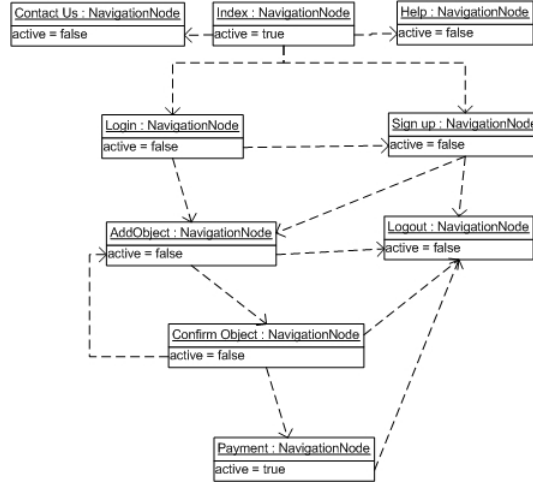 Contact Us : NavigationNode
active = false
Index : NavigationNode
active = true
Help : NavigationNode
active = false
Login : NavigationNode
active = false
Sign up : NavigationNode
active = false
AddObject : NavigationNode
active = false
Logout : NavigationNode
active = false
Confirm Object : NavigationNode
active = false
Payment : NavigationNode
active = true